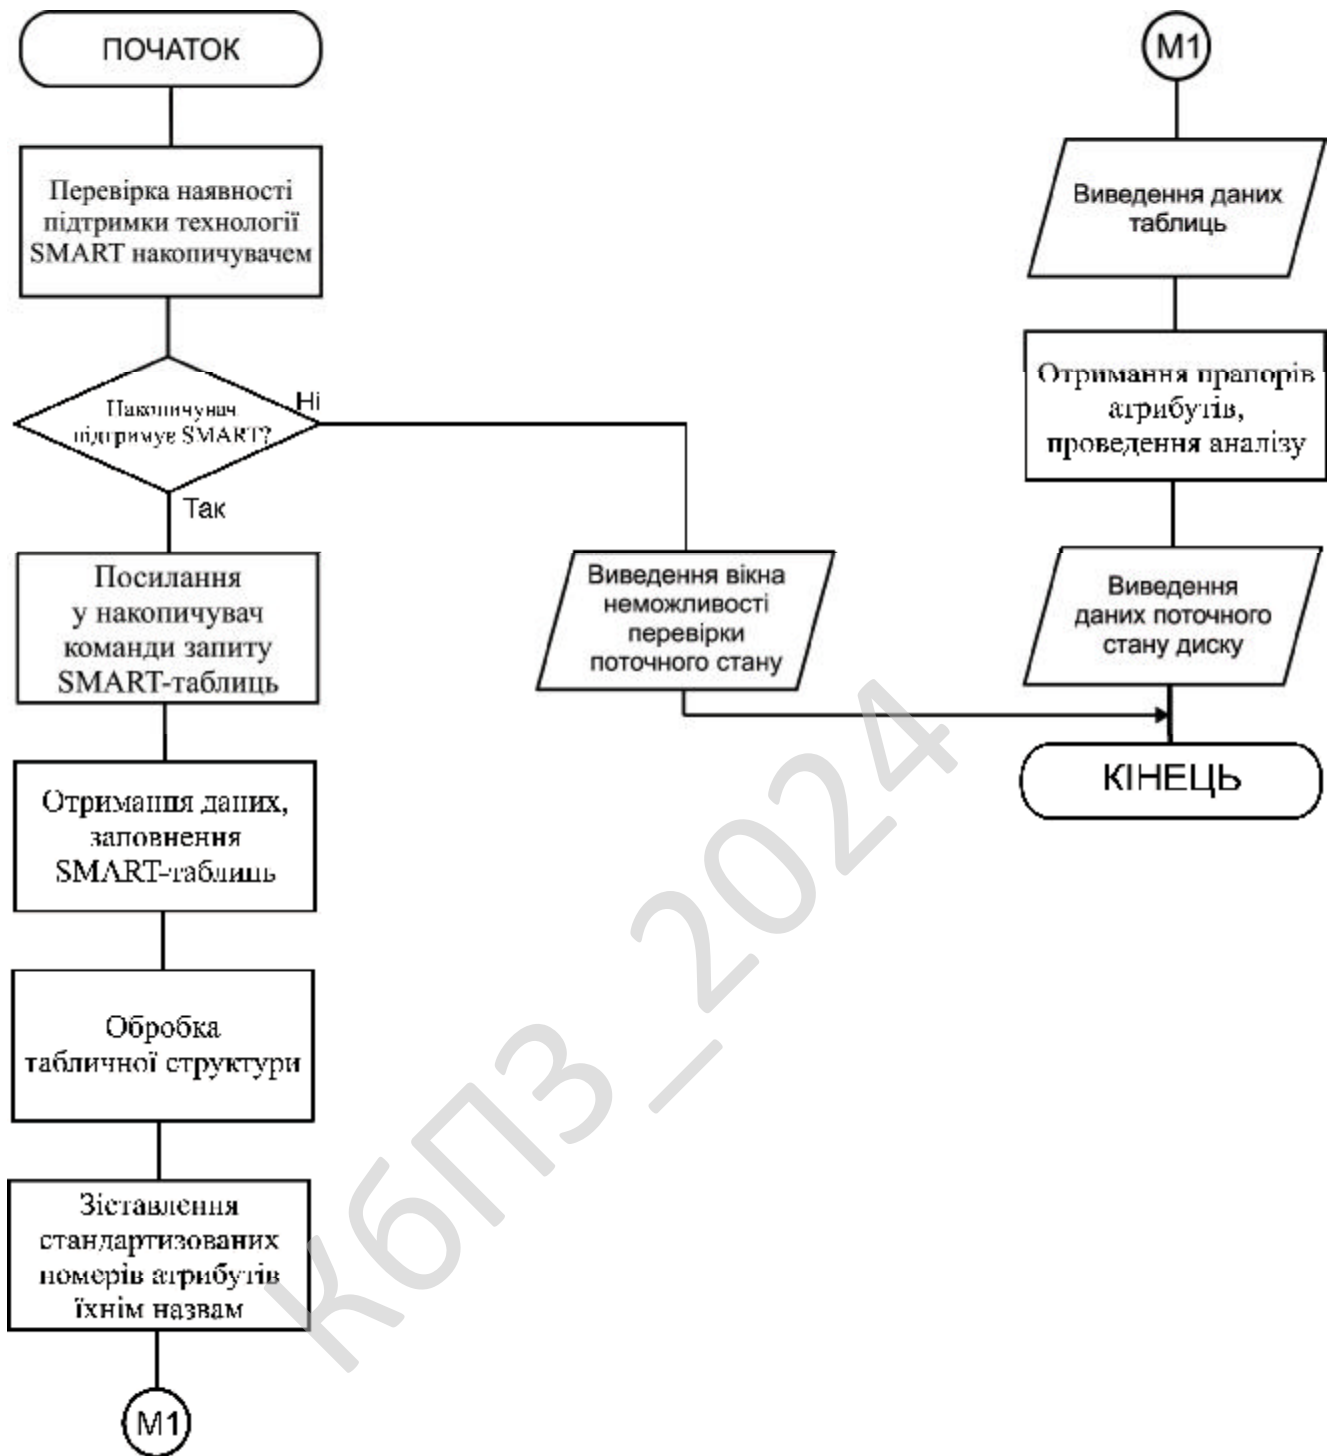 ПОЧАТОК
Перевірка наявності
підтримки технології
SMART накопичувачем
Накопичувач
підтримує SMART?
Ні
Так
Посилання
у накопичувач
команди запиту
SMART-таблиць
Отримання даних,
заповнення
SMART-таблиць
Обробка
табличної структури
Зіставлення
стандартизованих
номерів атрибутів
їхнім назвам
М1
Виведення вікна
неможливості
перевірки
поточного стану
М1
Виведення даних
таблиць
Отримання прапорів
атрибутів,
проведення аналізу
Виведення
даних поточного
стану диску
КІНЕЦЬ
КбПЗ_2024